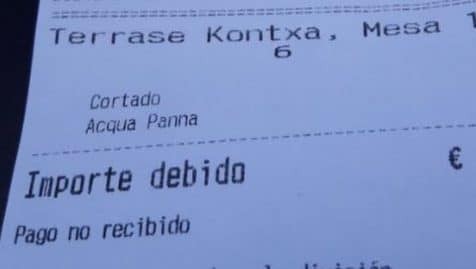 Terrase Kontxa, Mesa
6
Cortado
Acqua Panna
Importe debido €
Pago no recibido